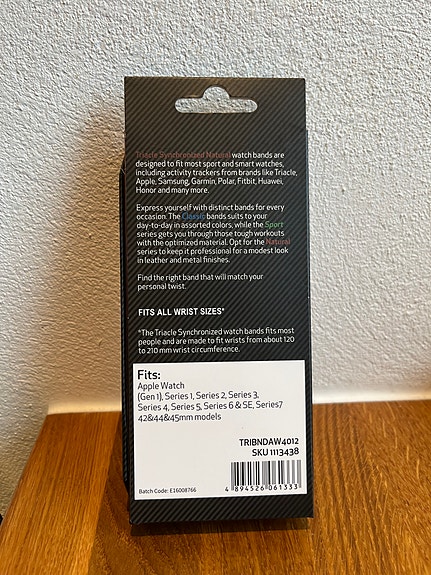 Triacle Synchronized Natural watch bands are
designed to fit most sport and smart watches,
including activity trackers from brands like Triacle,
Apple, Samsung, Garmin, Polar, Fitbit, Huawei,
Honor and many more.
Express yourself with distinct bands for every
occasion. The Classic bands suits to your
day-to-day in assorted colors, while the Sport
series gets you through those tough workouts
with the optimized material. Opt for the Natural
series to keep it professional for a modest look
in leather and metal finishes.
Find the right band that will match your
personal twist.
FITS ALL WRIST SIZES*
*The Triacle Synchronized watch bands fits most
people and are made to fit wrists from about 120
to 210 mm wrist circumference.
Fits:
Apple Watch
(Gen 1), Series 1, Series 2, Series 3,
Series 4, Series 5, Series 6 & SE, Series7
42&44&45mm models
TRIBNDAW4012
SKU 1113438
Batch Code: E16008766
4 894526 061333